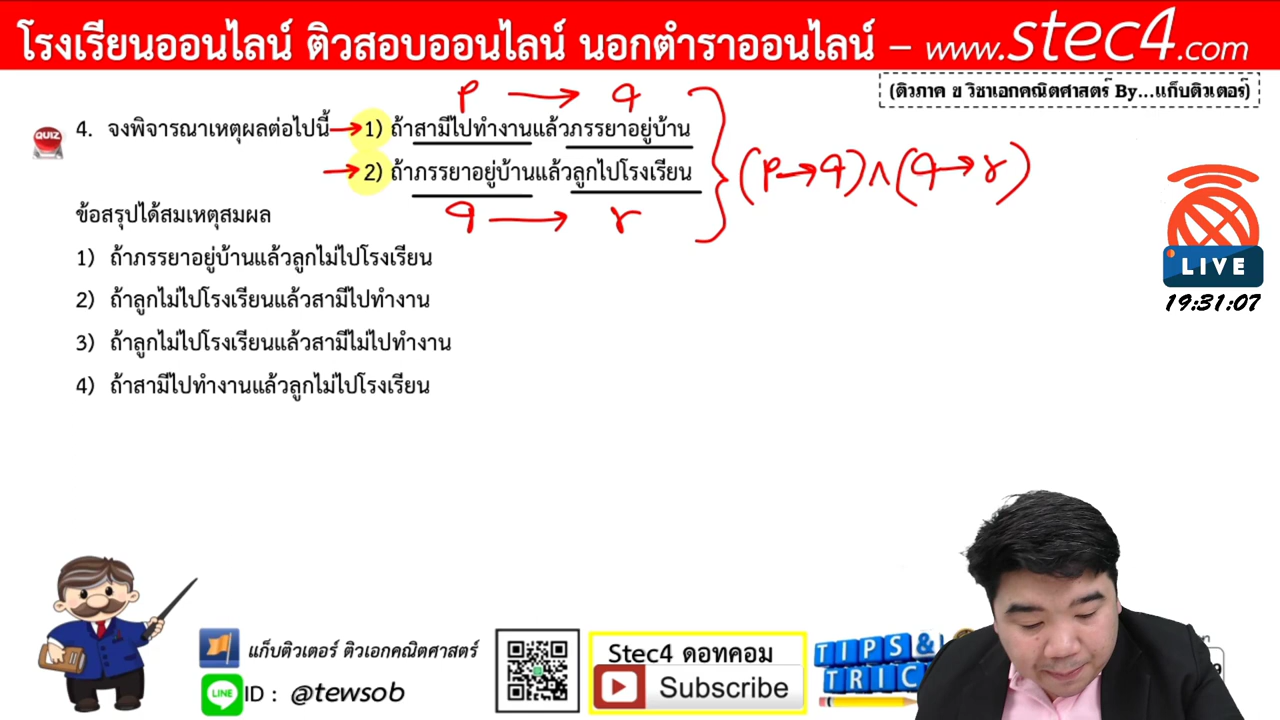 โรงเรียนออนไลน์ ติวสอบออนไลน์ นอกตำราออนไลน์ – www.stec4.com
(ติวภาค ข วิชาเอกคณิตศาสตร์ By...แก็บติวเตอร์)
p → q
QUIZ
4. จงพิจารณาเหตุผลต่อไปนี้ → 1) ถ้าสามีไปทำงานแล้วภรรยาอยู่บ้าน
→ 2) ถ้าภรรยาอยู่บ้านแล้วลูกไปโรงเรียน
(p → q) ∧ (q → r)
q → r
ข้อสรุปได้สมเหตุสมผล
1) ถ้าภรรยาอยู่บ้านแล้วลูกไม่ไปโรงเรียน
2) ถ้าลูกไม่ไปโรงเรียนแล้วสามีไปทำงาน
3) ถ้าลูกไม่ไปโรงเรียนแล้วสามีไม่ไปทำงาน
4) ถ้าสามีไปทำงานแล้วลูกไม่ไปโรงเรียน
LIVE
19:31:07
แก็บติวเตอร์ ติวเอกคณิตศาสตร์
LINE ID : @tewsob
Stec4 ดอทคอม
Subscribe
TIPS &
TRIC